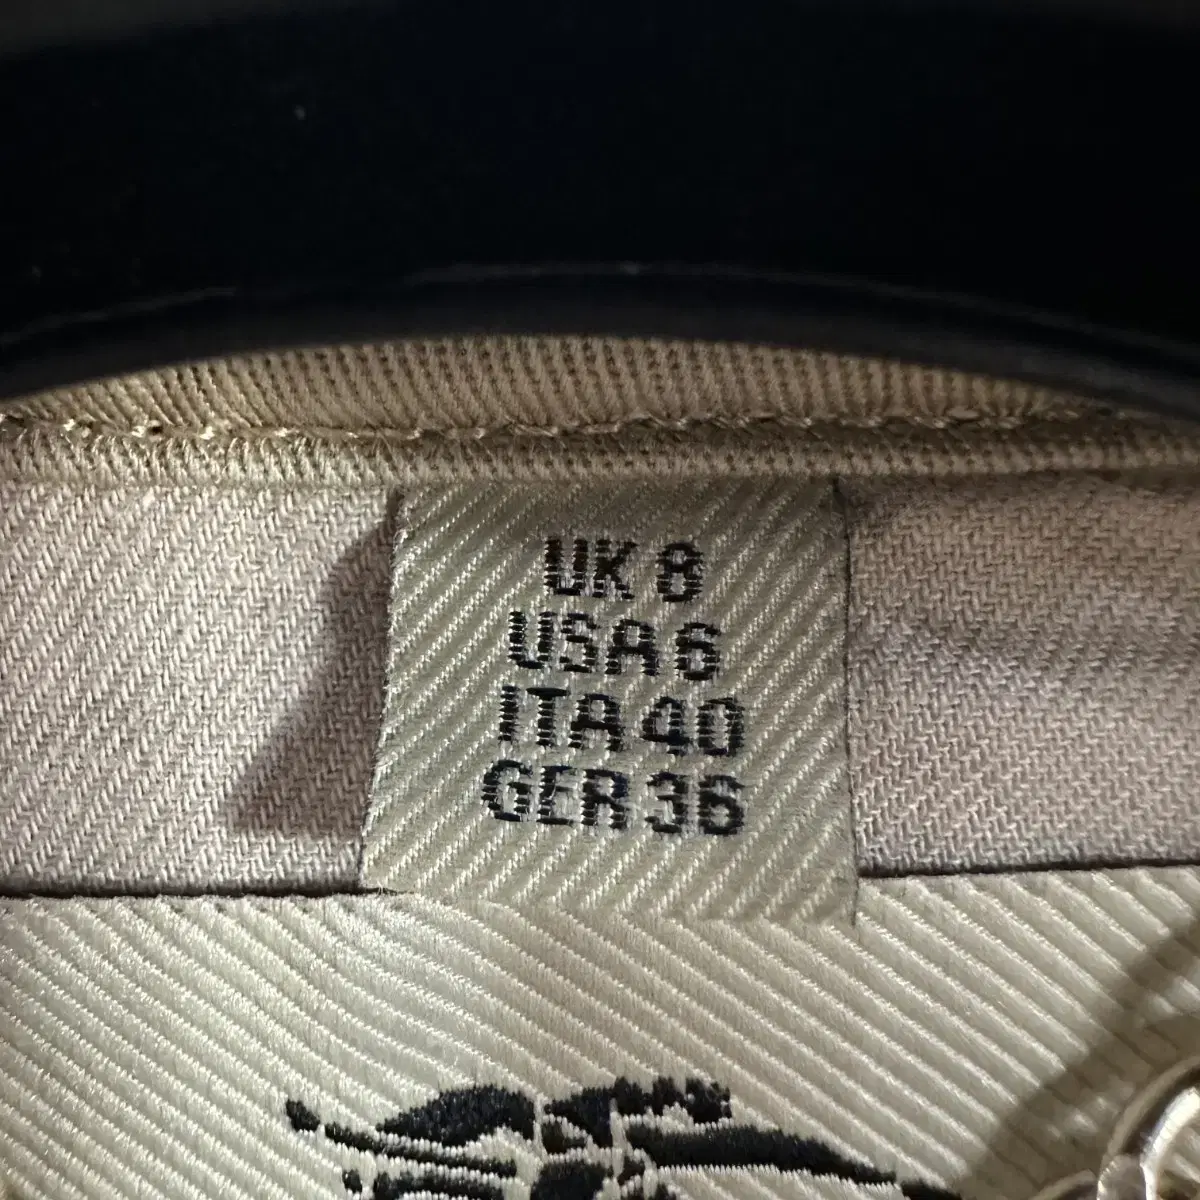 UK 8
USA 6
ITA 40
GER 36